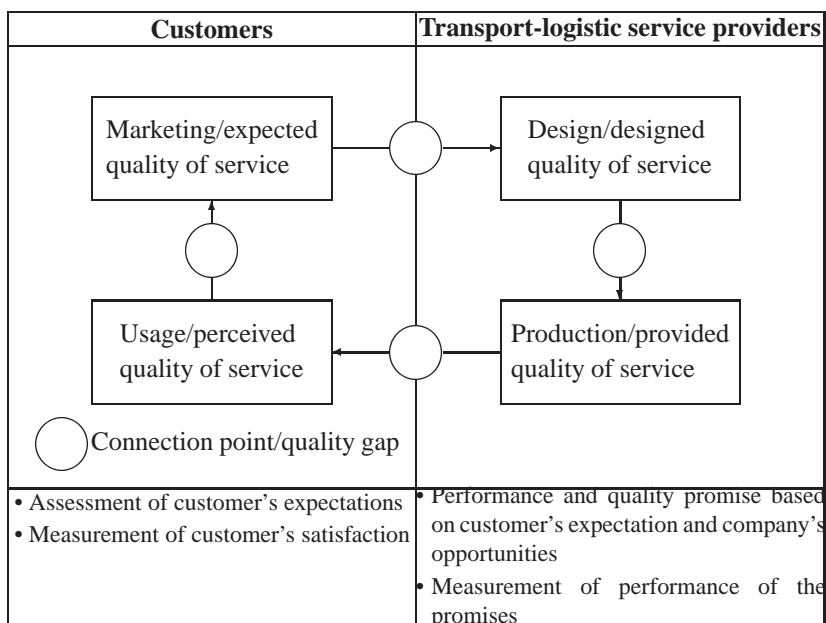 Customers
Transport-logistic service providers
Marketing/expected
quality of service
Design/designed
quality of service
Usage/perceived
quality of service
Production/provided
quality of service
Connection point/quality gap
• Assessment of customer’s expectations
• Measurement of customer’s satisfaction
• Performance and quality promise based
on customer’s expectation and company’s
opportunities
• Measurement of performance of the
promises